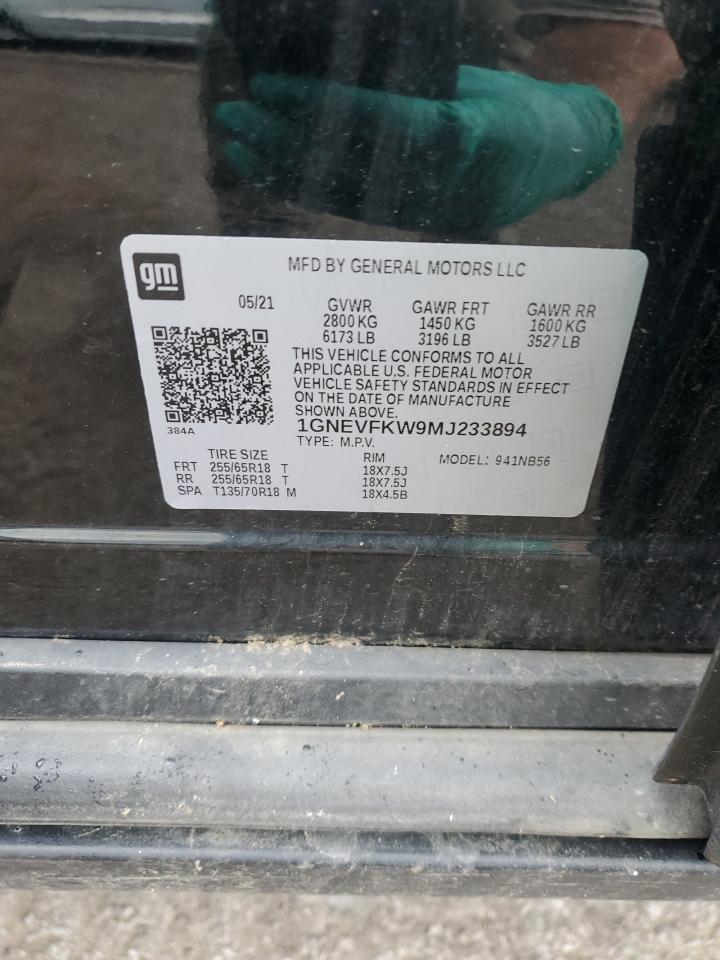 gm
MFD BY GENERAL MOTORS LLC
05/21 GVWR GAWR FRT GAWR RR
2800 KG 1450 KG 1600 KG
6173 LB 3196 LB 3527 LB
THIS VEHICLE CONFORMS TO ALL
APPLICABLE U.S. FEDERAL MOTOR
VEHICLE SAFETY STANDARDS IN EFFECT
ON THE DATE OF MANUFACTURE
SHOWN ABOVE.
384A
1GNEVFKW9MJ233894
TYPE: M.P.V.
TIRE SIZE RIM MODEL: 941NB56
FRT 255/65R18 T 18X7.5J
RR 255/65R18 T 18X7.5J
SPA T135/70R18 M 18X4.5B